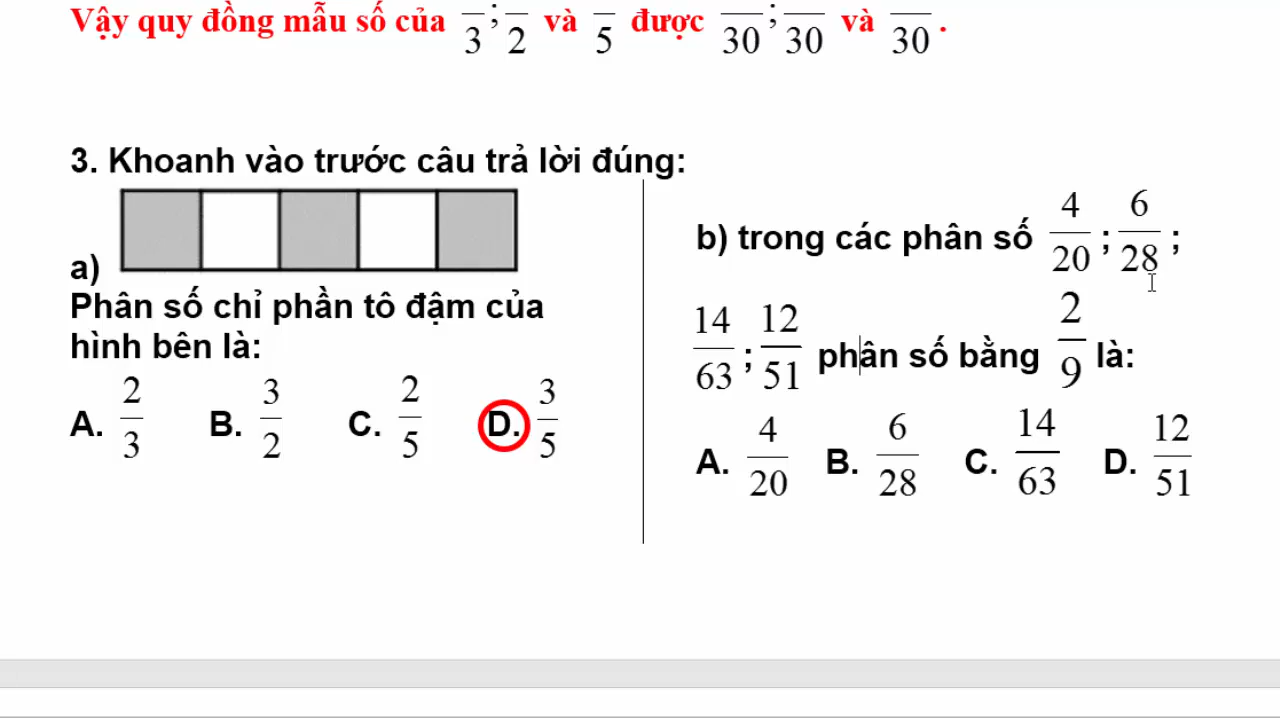 Vậy quy đồng mẫu số của /3 ; /2 và /5 được /30 ; /30 và /30 .
3. Khoanh vào trước câu trả lời đúng:
a)
Phân số chỉ phần tô đậm của
hình bên là:
A. 2/3 B. 3/2 C. 2/5 D. 3/5
b) trong các phân số 4/20 ; 6/28 ;
14/63 ; 12/51 phân số bằng 2/9 là:
A. 4/20 B. 6/28 C. 14/63 D. 12/51